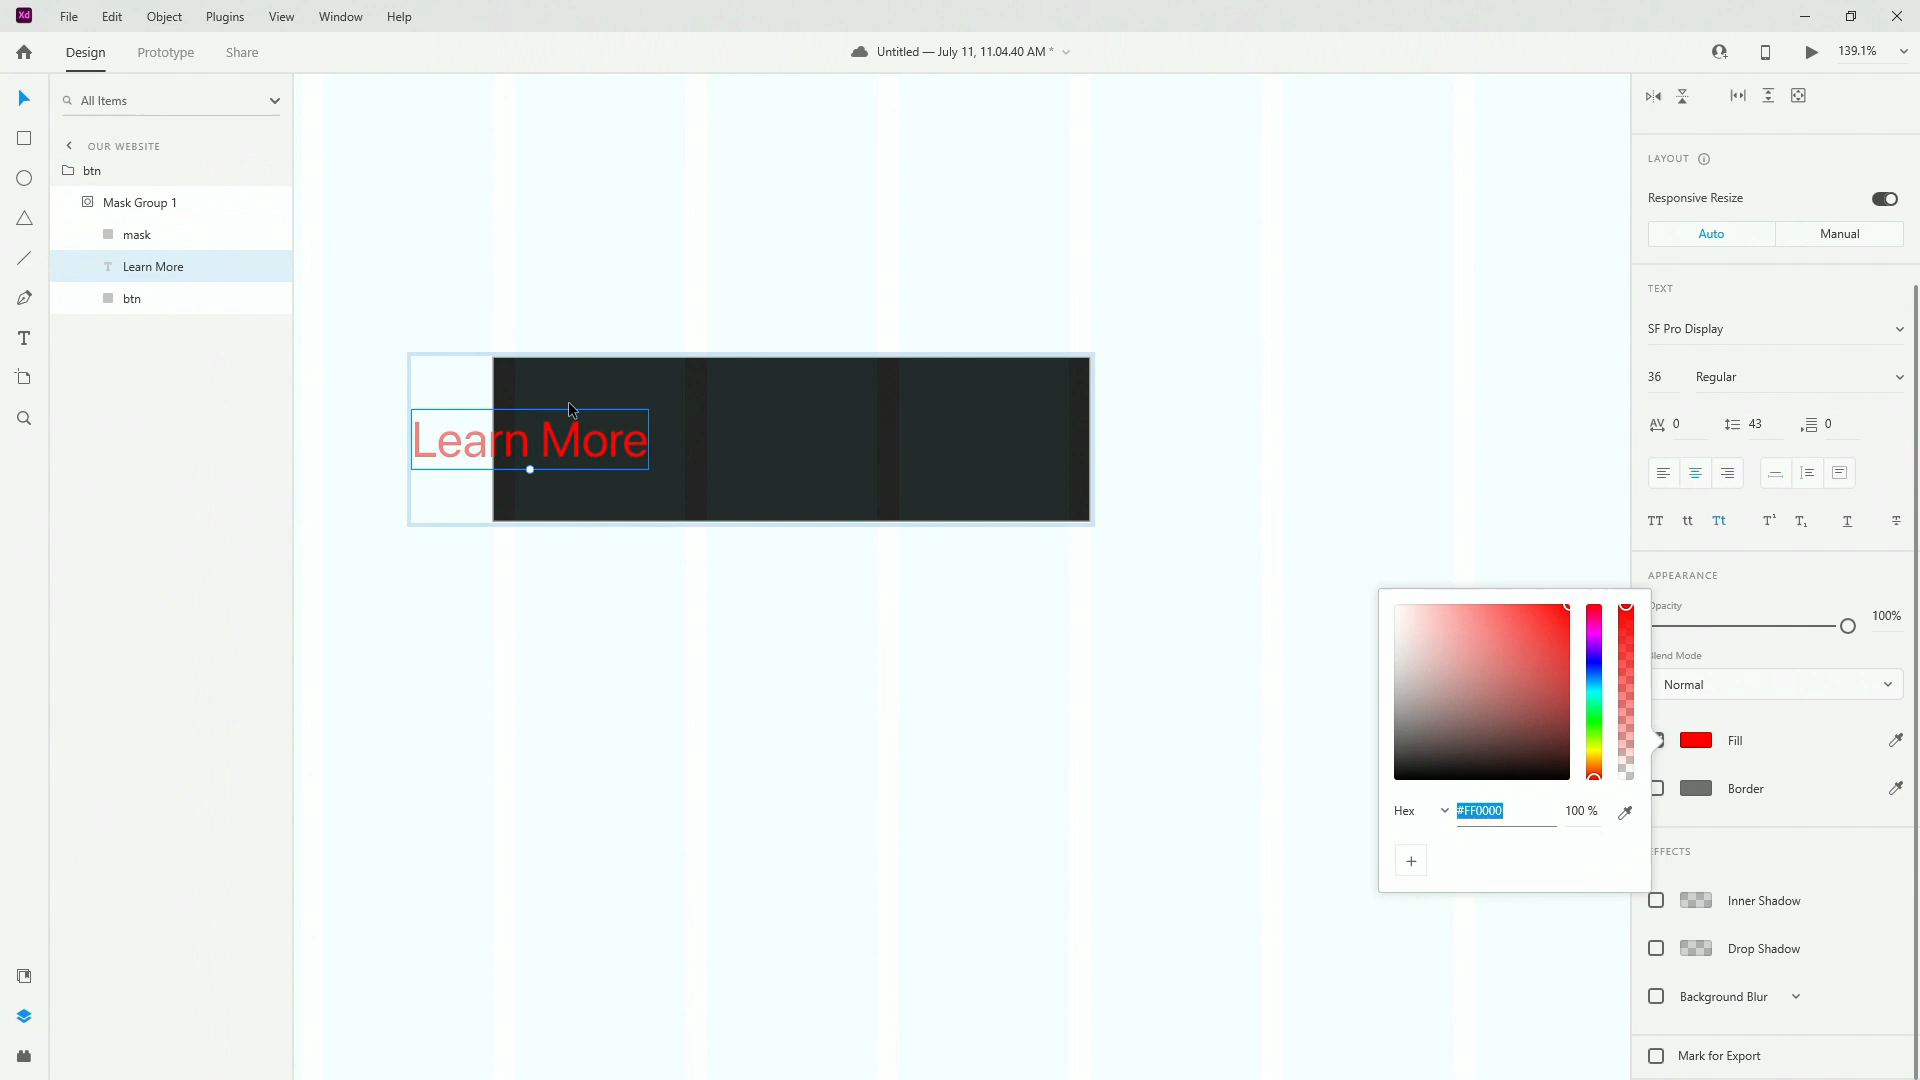 Xd File Edit Object Plugins View Window Help
Design Prototype Share
Untitled — July 11, 11.04.40 AM *
139.1%
All Items
OUR WEBSITE
btn
Mask Group 1
mask
T Learn More
btn
Learn More
LAYOUT
Responsive Resize
Auto Manual
TEXT
SF Pro Display
36 Regular
AV 0 43 0
TT tt Tt T¹ T₁ T T
APPEARANCE
Opacity
100%
Blend Mode
Normal
Fill
Border
Hex #FF0000 100 %
+
EFFECTS
Inner Shadow
Drop Shadow
Background Blur
Mark for Export